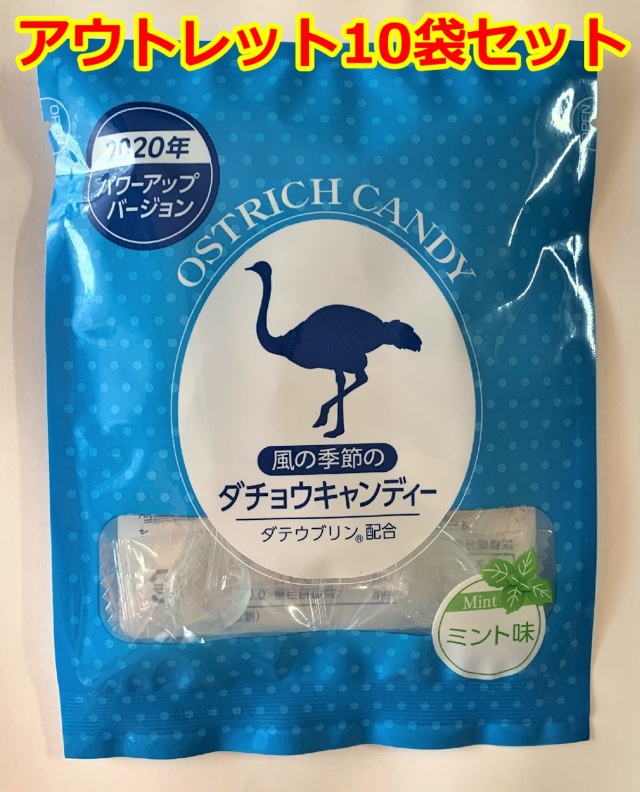 アウトレット10袋セット
OPEN
OPEN
2020年
パワーアップ
バージョン
OSTRICH CANDY
風の季節の
ダチョウキャンディー
ダテウブリン®配合
Mint
ミント味